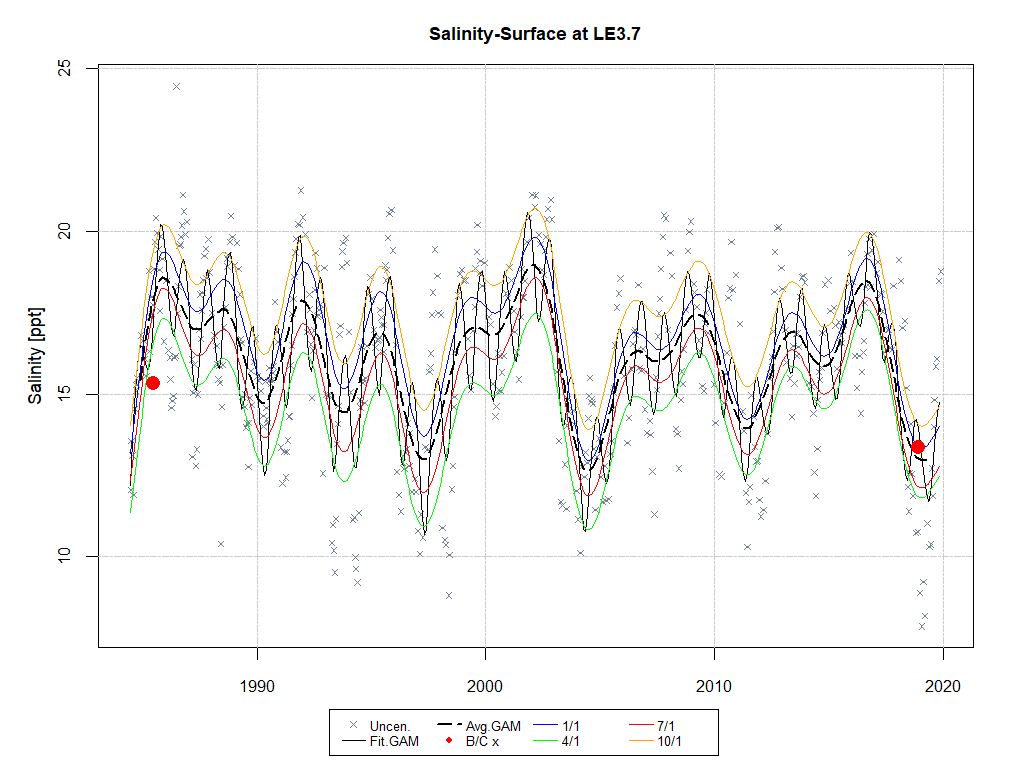 Salinity-Surface at LE3.7
Salinity [ppt]
25
20
15
10
1990
2000
2010
2020
Uncen. Avg.GAM 1/1 7/1
Fit.GAM B/C x 4/1 10/1